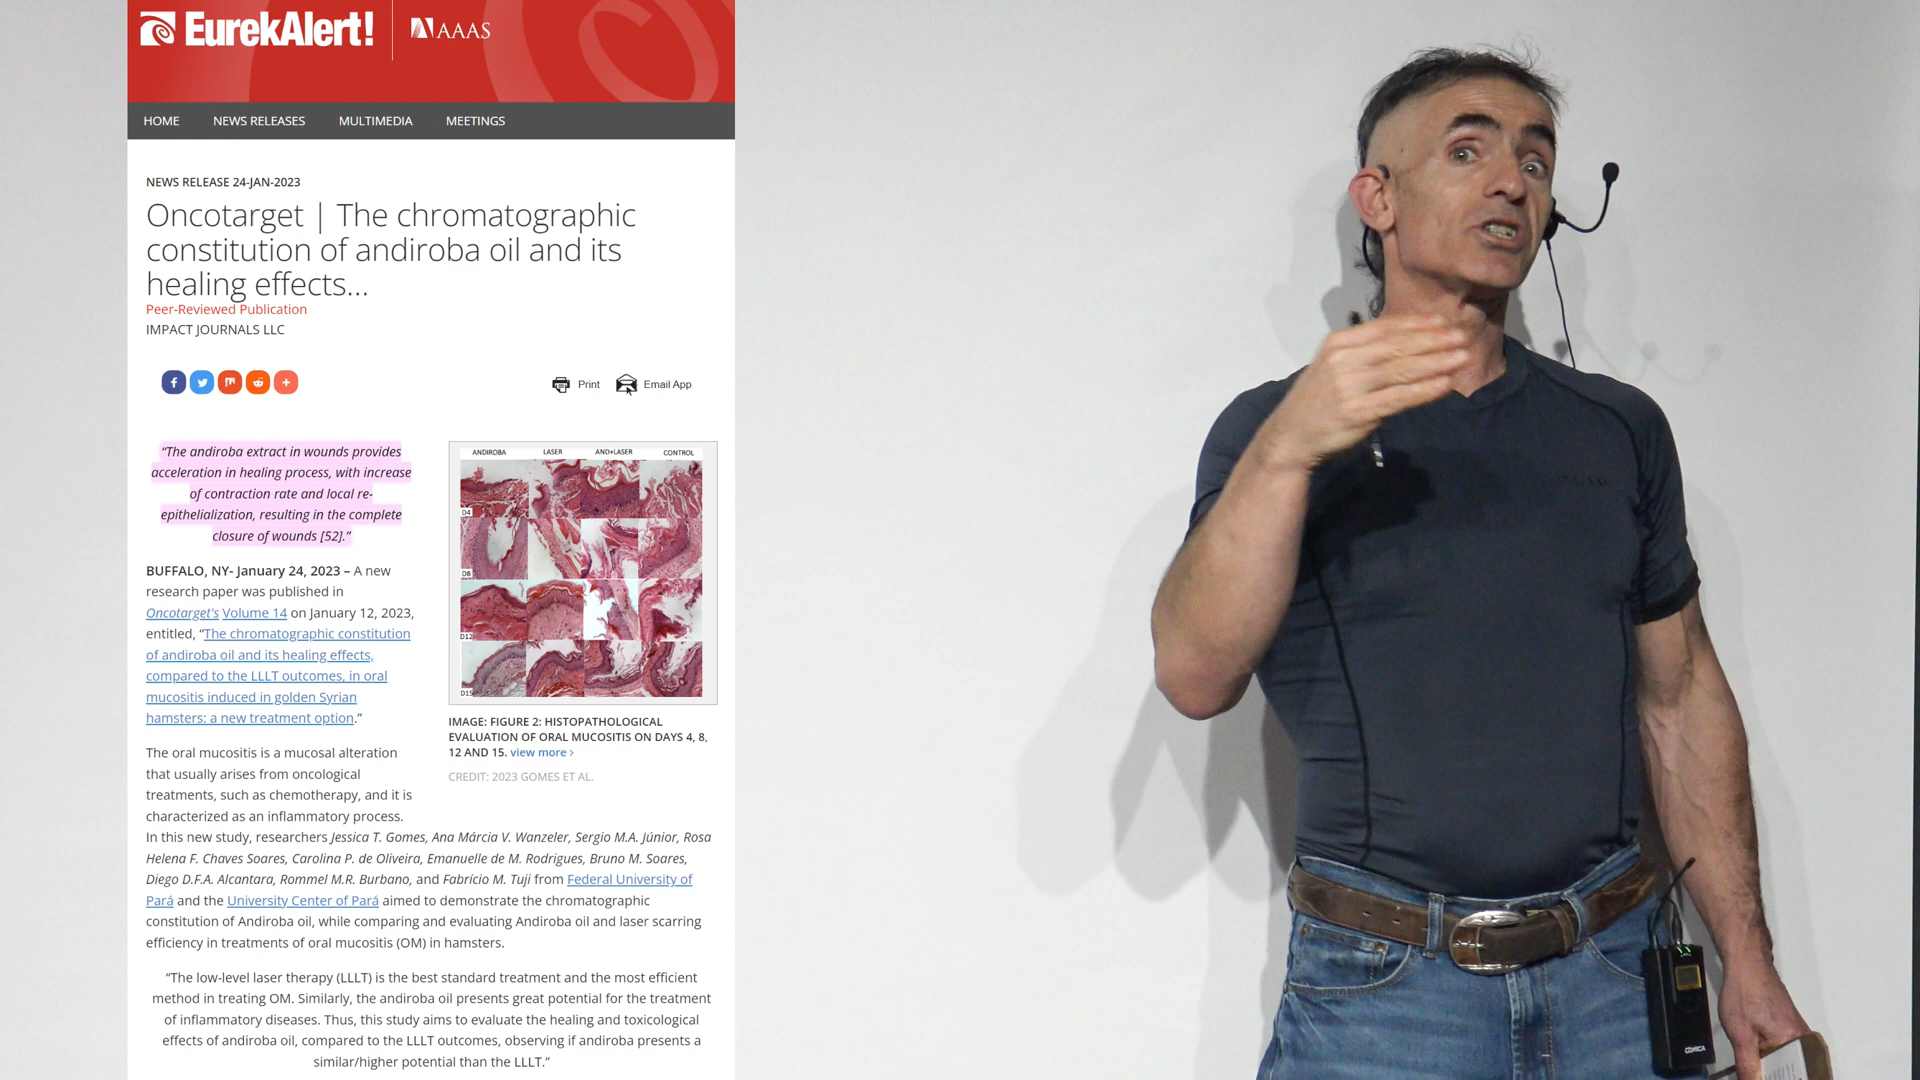 EurekAlert!
AAAS
HOME NEWS RELEASES MULTIMEDIA MEETINGS
NEWS RELEASE 24-JAN-2023
Oncotarget | The chromatographic
constitution of andiroba oil and its
healing effects...
Peer-Reviewed Publication
IMPACT JOURNALS LLC
Print Email App
“The andiroba extract in wounds provides
acceleration in healing process, with increase
of contraction rate and local re-
epithelialization, resulting in the complete
closure of wounds [52].”
ANDIROBA LASER AND+LASER CONTROL
D4
D8
D12
D15
IMAGE: FIGURE 2: HISTOPATHOLOGICAL
EVALUATION OF ORAL MUCOSITIS ON DAYS 4, 8,
12 AND 15. view more ›
CREDIT: 2023 GOMES ET AL.
BUFFALO, NY- January 24, 2023 – A new
research paper was published in
Oncotarget's Volume 14 on January 12, 2023,
entitled, “The chromatographic constitution
of andiroba oil and its healing effects,
compared to the LLLT outcomes, in oral
mucositis induced in golden Syrian
hamsters: a new treatment option.”
The oral mucositis is a mucosal alteration
that usually arises from oncological
treatments, such as chemotherapy, and it is
characterized as an inflammatory process.
In this new study, researchers Jessica T. Gomes, Ana Márcia V. Wanzeler, Sergio M.A. Júnior, Rosa
Helena F. Chaves Soares, Carolina P. de Oliveira, Emanuelle de M. Rodrigues, Bruno M. Soares,
Diego D.F.A. Alcantara, Rommel M.R. Burbano, and Fabrício M. Tuji from Federal University of
Pará and the University Center of Pará aimed to demonstrate the chromatographic
constitution of Andiroba oil, while comparing and evaluating Andiroba oil and laser scarring
efficiency in treatments of oral mucositis (OM) in hamsters.
“The low-level laser therapy (LLLT) is the best standard treatment and the most efficient
method in treating OM. Similarly, the andiroba oil presents great potential for the treatment
of inflammatory diseases. Thus, this study aims to evaluate the healing and toxicological
effects of andiroba oil, compared to the LLLT outcomes, observing if andiroba presents a
similar/higher potential than the LLLT.”
COMICA